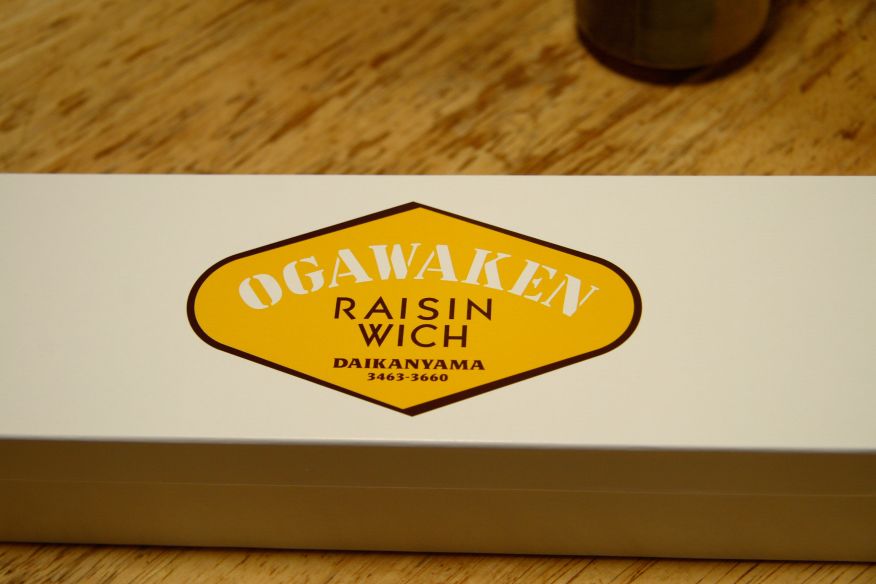 OGAWAKEN
RAISIN
WICH
DAIKANYAMA
3463-3660